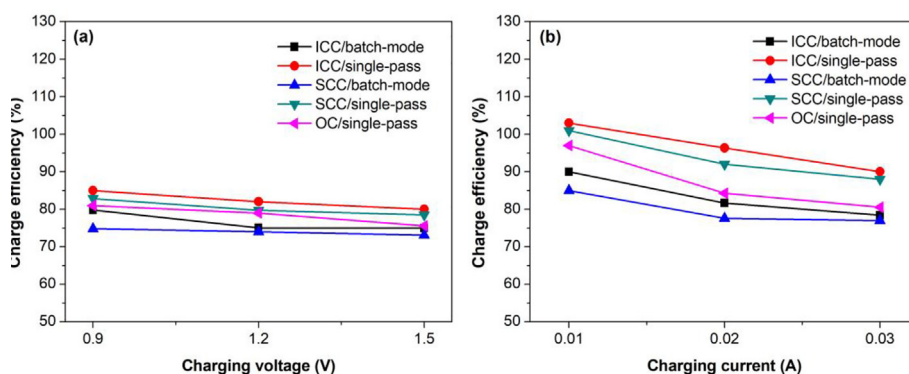 130
120
110
100
90
80
70
60
50
(a)
ICC/batch-mode
ICC/single-pass
SCC/batch-mode
SCC/single-pass
OC/single-pass
Charge efficiency (%)
0.9
1.2
1.5
Charging voltage (V)
130
120
110
100
90
80
70
60
50
(b)
ICC/batch-mode
ICC/single-pass
SCC/batch-mode
SCC/single-pass
OC/single-pass
Charge efficiency (%)
0.01
0.02
0.03
Charging current (A)